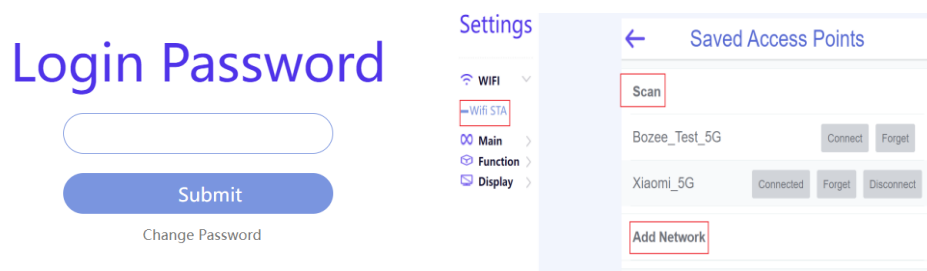 Login Password
Submit
Change Password
Settings
WIFI
Wifi STA
Main
Function
Display
Saved Access Points
Scan
Bozee_Test_5G Connect Forget
Xiaomi_5G Connected Forget Disconnect
Add Network